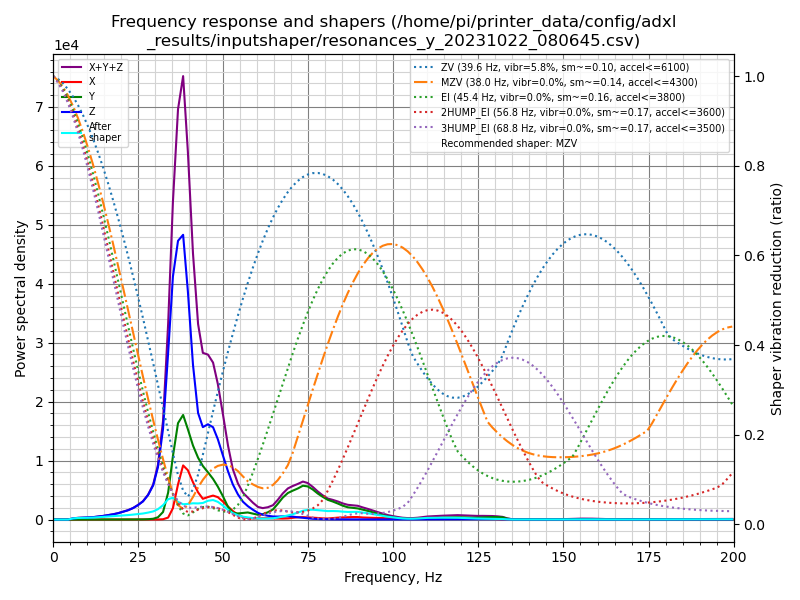 Frequency response and shapers (/home/pi/printer_data/config/adxl
_results/inputshaper/resonances_y_20231022_080645.csv)
1e4
X+Y+Z
X
Y
Z
After
shaper
ZV (39.6 Hz, vibr=5.8%, sm~=0.10, accel<=6100)
MZV (38.0 Hz, vibr=0.0%, sm~=0.14, accel<=4300)
EI (45.4 Hz, vibr=0.0%, sm~=0.16, accel<=3800)
2HUMP_EI (56.8 Hz, vibr=0.0%, sm~=0.17, accel<=3600)
3HUMP_EI (68.8 Hz, vibr=0.0%, sm~=0.17, accel<=3500)
Recommended shaper: MZV
Power spectral density
7
6
5
4
3
2
1
0
1.0
0.8
0.6
0.4
0.2
0.0
Shaper vibration reduction (ratio)
0 25 50 75 100 125 150 175 200
Frequency, Hz